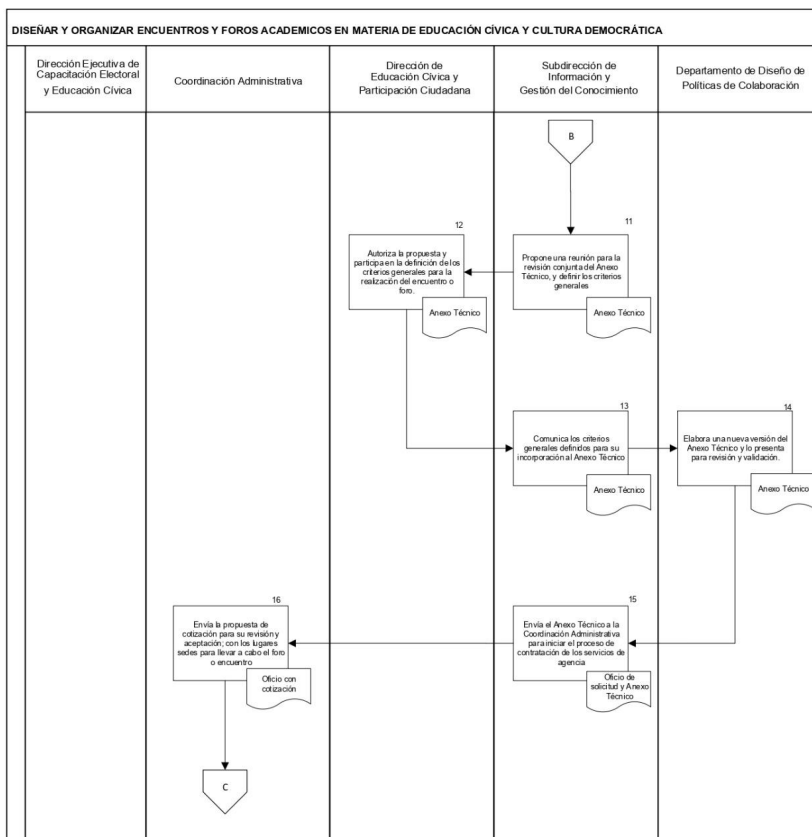 DISEÑAR Y ORGANIZAR ENCUENTROS Y FOROS ACADEMICOS EN MATERIA DE EDUCACIÓN CÍVICA Y CULTURA DEMOCRÁTICA
Dirección Ejecutiva de
Capacitación Electoral
y Educación Cívica
Coordinación Administrativa
Dirección de
Educación Cívica y
Participación Ciudadana
Subdirección de
Información y
Gestión del Conocimiento
Departamento de Diseño de
Políticas de Colaboración
B
11
Propone una reunión para la
revisión conjunta del Anexo
Técnico, y definir los criterios
generales
Anexo Técnico
12
Autoriza la propuesta y
participa en la definición de los
criterios generales para la
realización del encuentro o
foro.
Anexo Técnico
13
Comunica los criterios
generales definidos para su
incorporación al Anexo Técnico
Anexo Técnico
14
Elabora una nueva versión del
Anexo Técnico y lo presenta
para revisión y validación.
Anexo Técnico
15
Envía el Anexo Técnico a la
Coordinación Administrativa
para iniciar el proceso de
contratación de los servicios de
agencia
Oficio de
solicitud y Anexo
Técnico
16
Envía la propuesta de
cotización para su revisión y
aceptación; con los lugares
sedes para llevar a cabo el foro
o encuentro
Oficio con
cotización
C